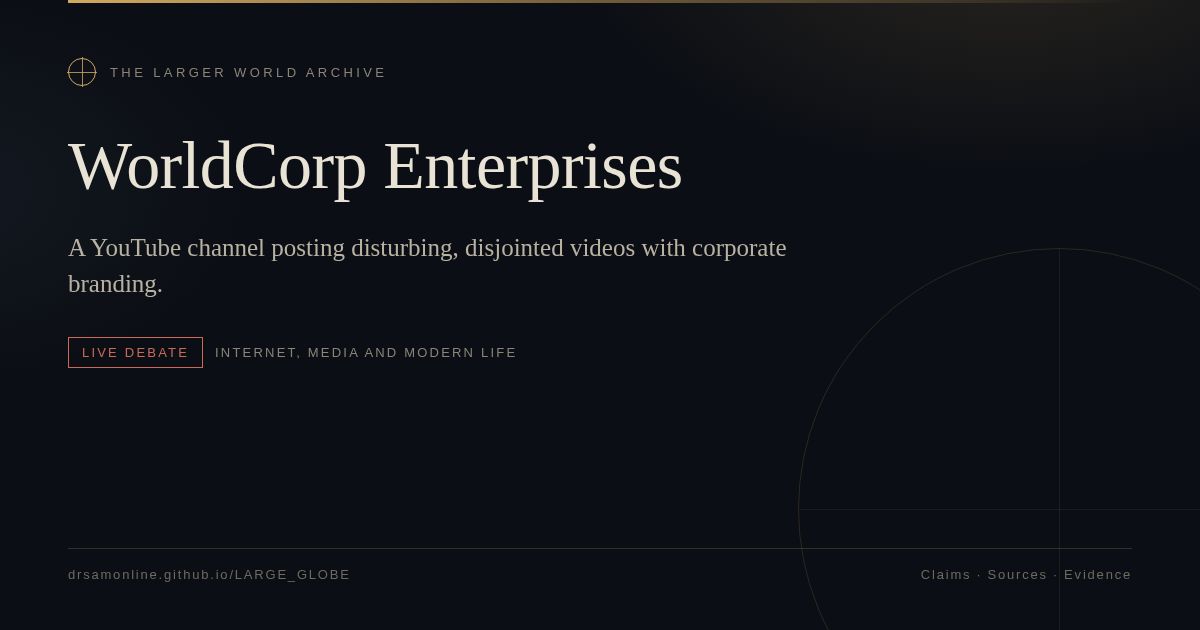 THE LARGER WORLD ARCHIVE
WorldCorp Enterprises
A YouTube channel posting disturbing, disjointed videos with corporate
branding.
LIVE DEBATE INTERNET, MEDIA AND MODERN LIFE
drsamonline.github.io/LARGE_GLOBE Claims · Sources · Evidence